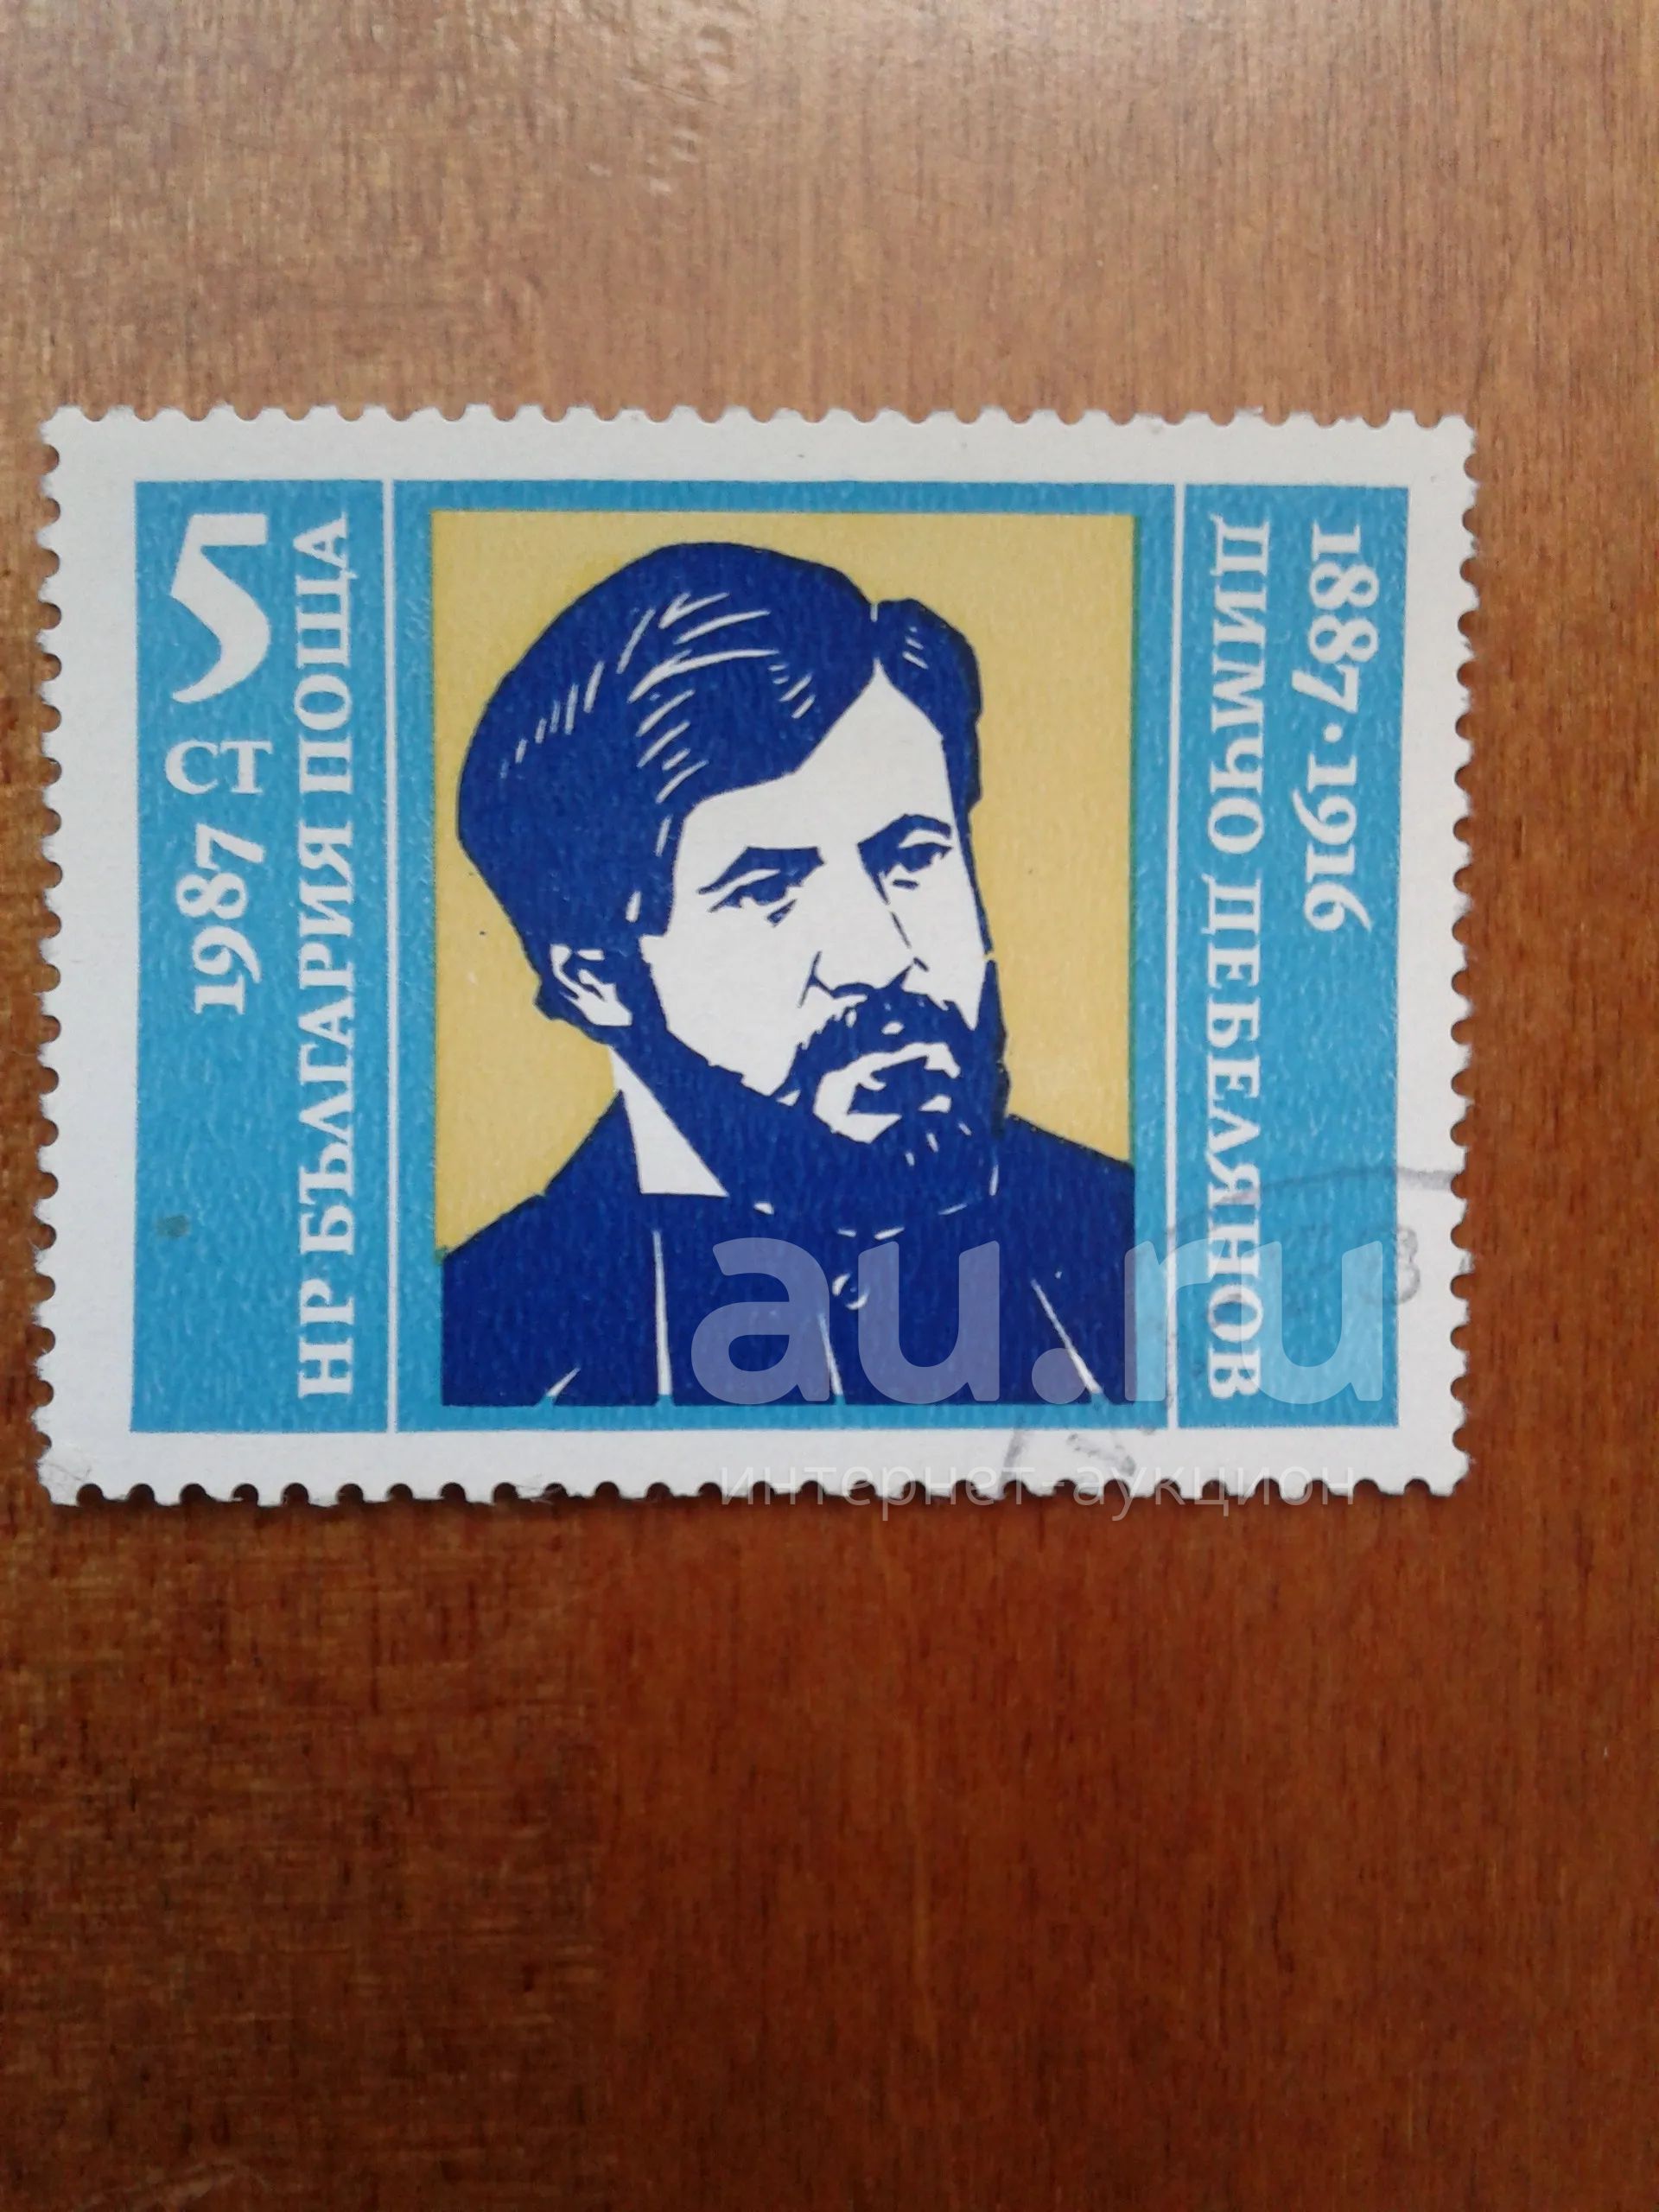 5 СТ 1987
НР БЪЛГАРИЯ ПОЩА
1887·1916
ДИМЧО ДЕБЕЛЯНОВ
au.ru
интернет-аукцион